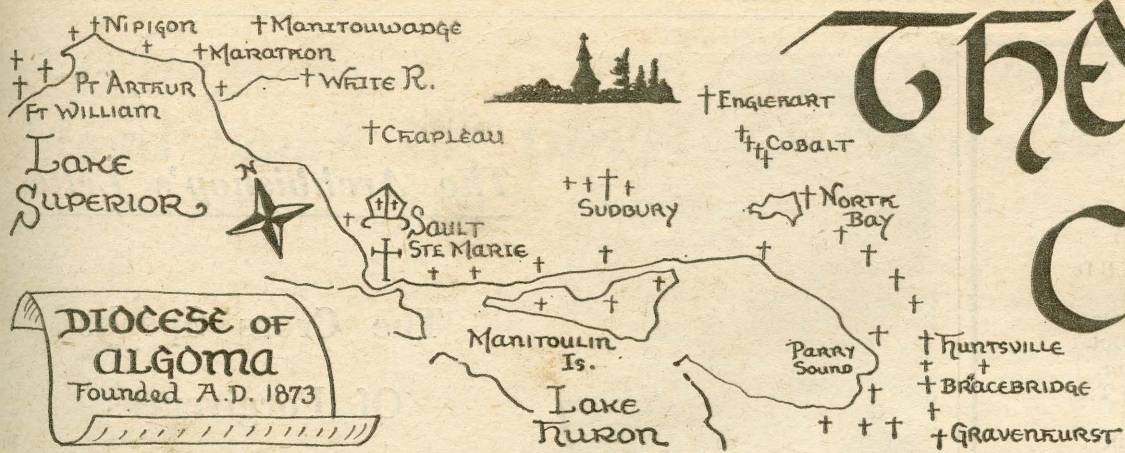 Nipigon
Manitouwadge
Marathon
Pt Arthur
White R.
Ft William
Englehart
The
Chapleau
Cobalt
Lake
Superior
N
Sudbury
North
Bay
Sault
Ste Marie
C
DIOCESE OF
ALGOMA
Founded A.D. 1873
Manitoulin
Is.
Parry
Sound
Huntsville
Bracebridge
Lake
Huron
Gravenhurst